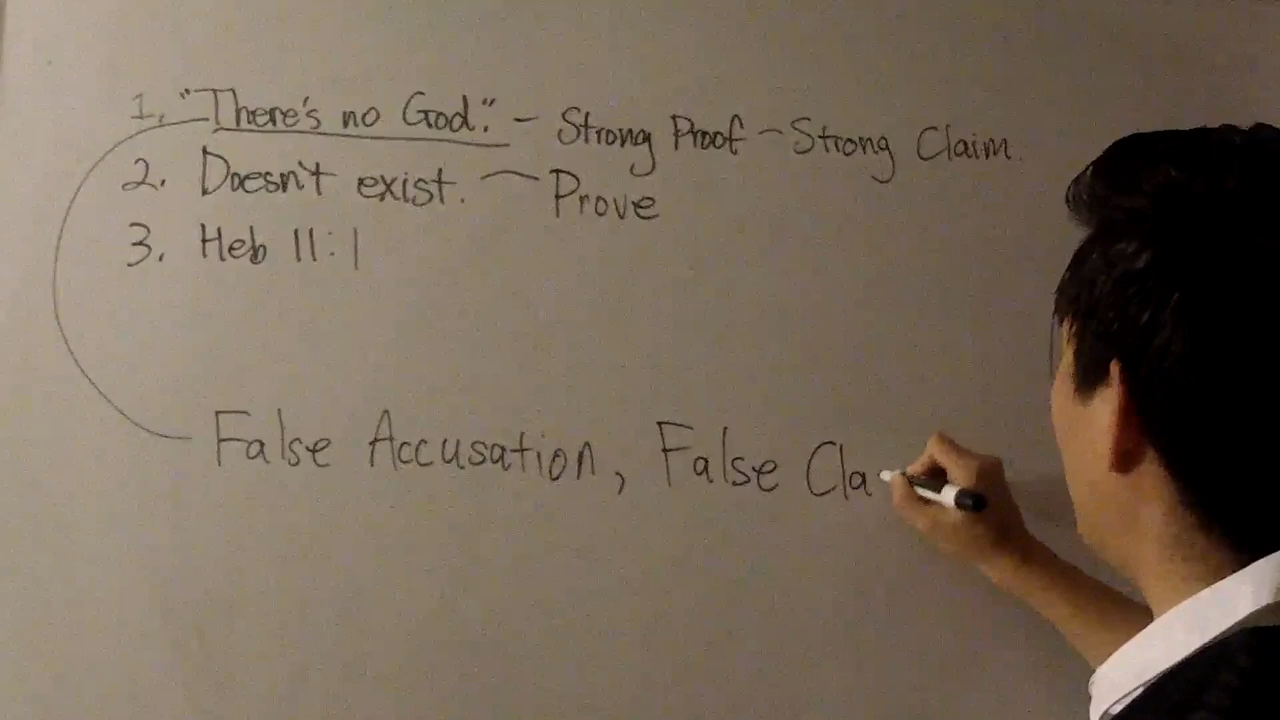 1. "There's no God." - Strong Proof - Strong Claim.
2. Doesn't exist. - Prove
3. Heb 11:1
False Accusation, False Cla